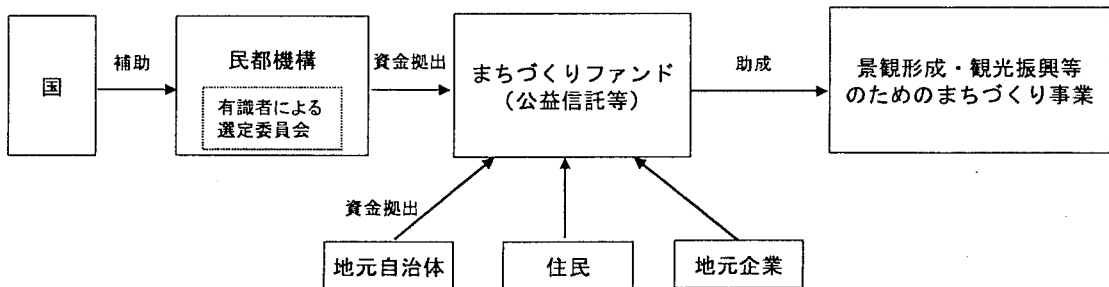 国
補助
民都機構
有識者による
選定委員会
資金拠出
まちづくりファンド
（公益信託等）
助成
景観形成・観光振興等
のためのまちづくり事業
資金拠出
地元自治体
住民
地元企業